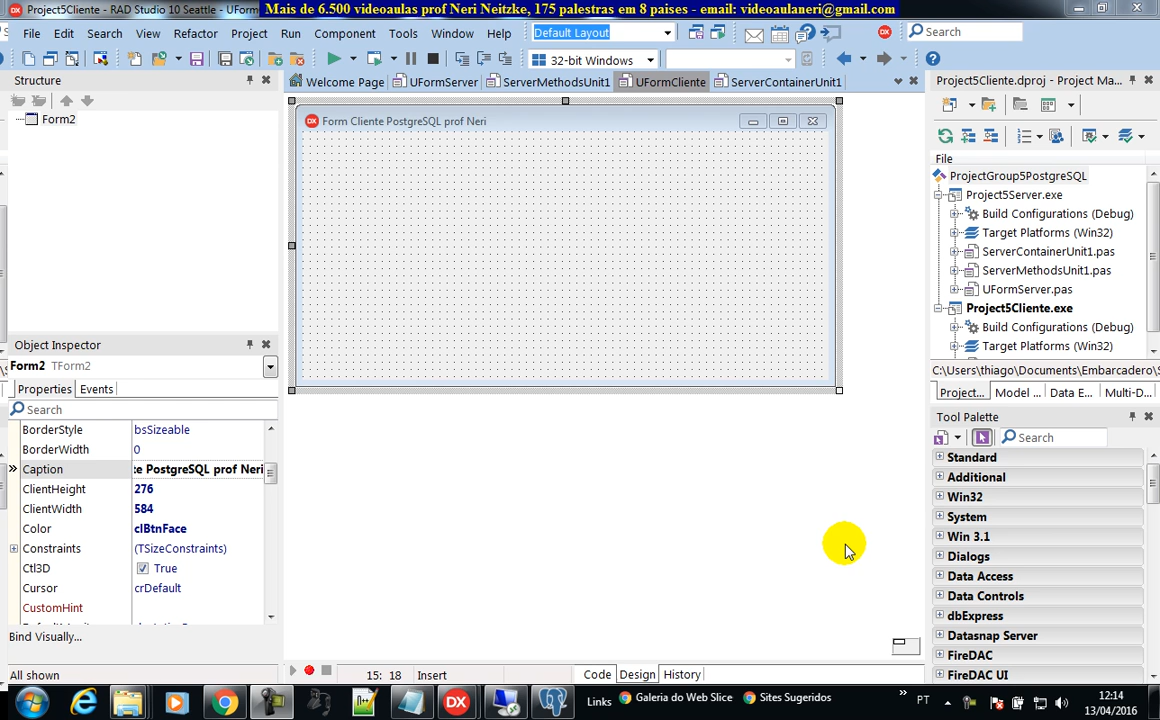 Project5Cliente - RAD Studio 10 Seattle - UForm
Mais de 6.500 videoaulas prof Neri Neitzke, 175 palestras em 8 paises - email: videoaulaneri@gmail.com
File Edit Search View Refactor Project Run Component Tools Window Help Default Layout Search
32-bit Windows
Structure
Welcome Page UFormServer ServerMethodsUnit1 UFormCliente ServerContainerUnit1
Project5Cliente.dproj - Project Ma...
Form2
Form Cliente PostgreSQL prof Neri
File
ProjectGroup5PostgreSQL
Project5Server.exe
Build Configurations (Debug)
Target Platforms (Win32)
ServerContainerUnit1.pas
ServerMethodsUnit1.pas
UFormServer.pas
Project5Cliente.exe
Build Configurations (Debug)
Target Platforms (Win32)
C:\Users\thiago\Documents\Embarcadero\S
Project... Model ... Data E... Multi-D...
Object Inspector
Form2 TForm2
Properties Events
Search
BorderStyle bsSizeable
BorderWidth 0
Caption PostgreSQL prof Neri
ClientHeight 276
ClientWidth 584
Color clBtnFace
Constraints (TSizeConstraints)
Ctl3D True
Cursor crDefault
CustomHint
Bind Visually...
All shown
Tool Palette
Search
Standard
Additional
Win32
System
Win 3.1
Dialogs
Data Access
Data Controls
dbExpress
Datasnap Server
FireDAC
FireDAC UI
15: 18 Insert Code Design History
Links Galeria do Web Slice Sites Sugeridos
PT
12:14
13/04/2016